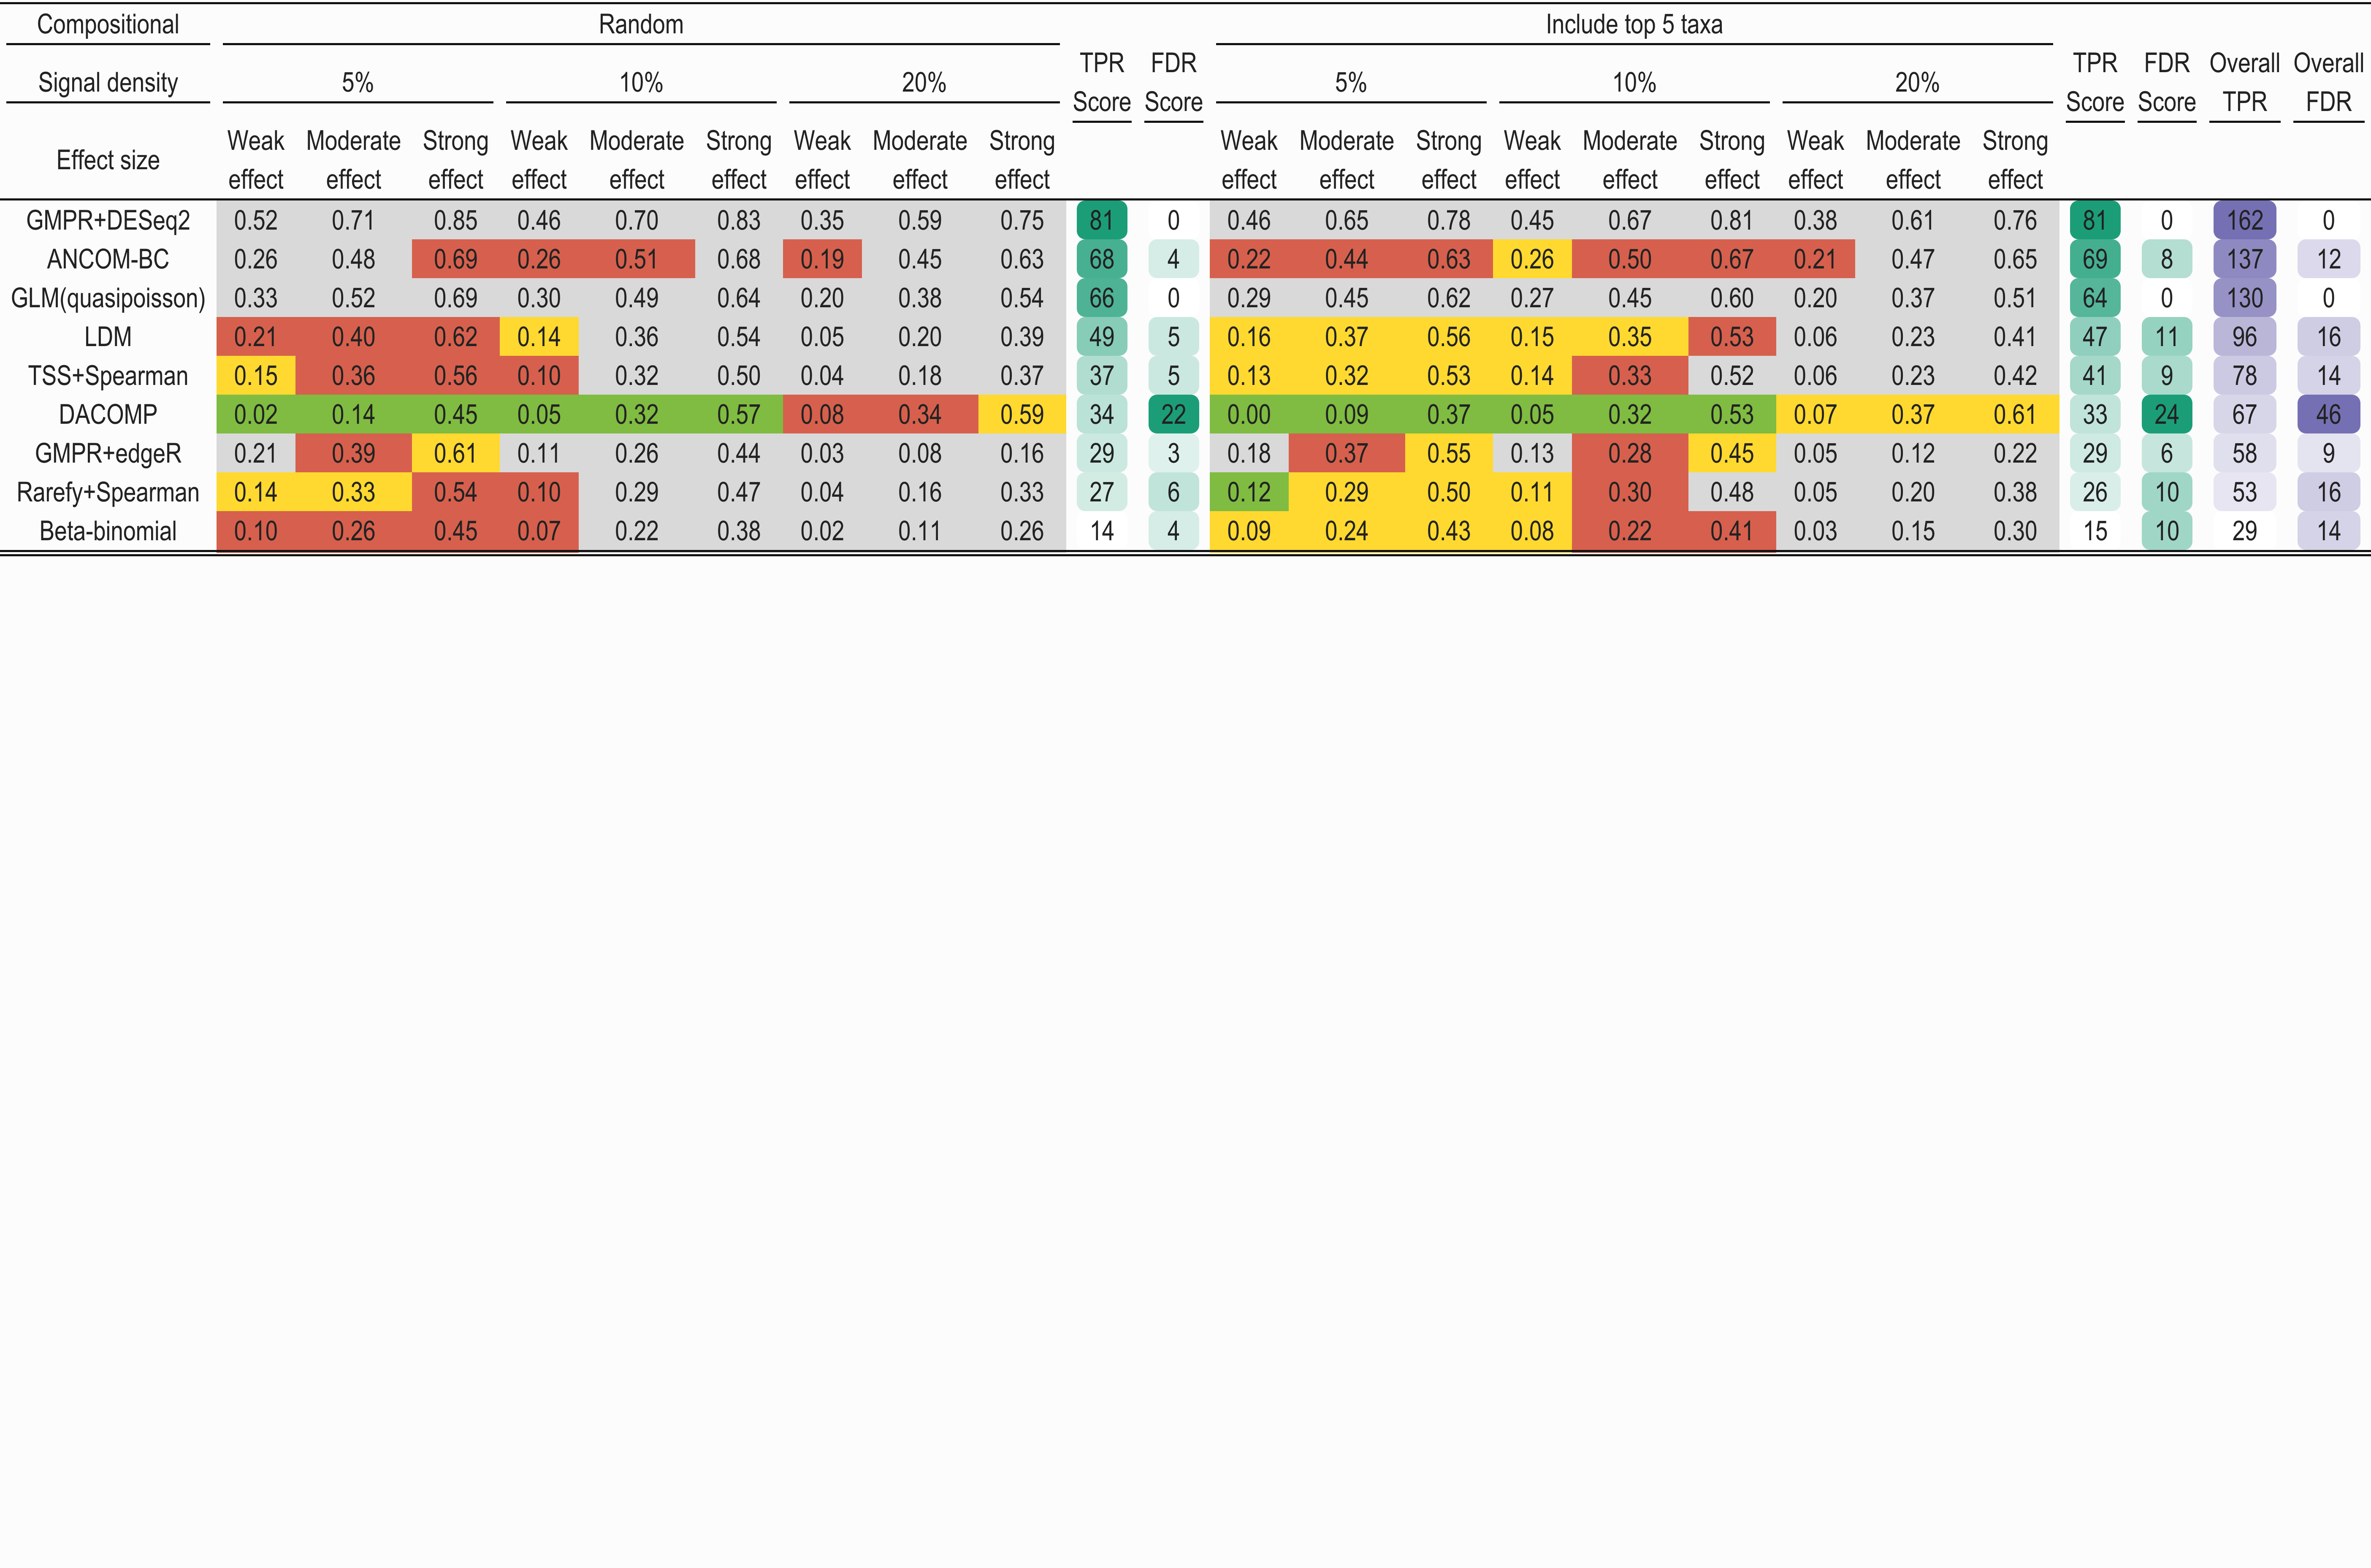 Compositional Random Include top 5 taxa
TPR FDR TPR FDR Overall Overall
Signal density 5% 10% 20% 5% 10% 20%
Score Score Score Score TPR FDR
Weak Moderate Strong Weak Moderate Strong Weak Moderate Strong Weak Moderate Strong Weak Moderate Strong Weak Moderate Strong
Effect size
effect effect effect effect effect effect effect effect effect effect effect effect effect effect effect effect effect effect
GMPR+DESeq2 0.52 0.71 0.85 0.46 0.70 0.83 0.35 0.59 0.75 81 0 0.46 0.65 0.78 0.45 0.67 0.81 0.38 0.61 0.76 81 0 162 0
ANCOM-BC 0.26 0.48 0.69 0.26 0.51 0.68 0.19 0.45 0.63 68 4 0.22 0.44 0.63 0.26 0.50 0.67 0.21 0.47 0.65 69 8 137 12
GLM(quasipoisson) 0.33 0.52 0.69 0.30 0.49 0.64 0.20 0.38 0.54 66 0 0.29 0.45 0.62 0.27 0.45 0.60 0.20 0.37 0.51 64 0 130 0
LDM 0.21 0.40 0.62 0.14 0.36 0.54 0.05 0.20 0.39 49 5 0.16 0.37 0.56 0.15 0.35 0.53 0.06 0.23 0.41 47 11 96 16
TSS+Spearman 0.15 0.36 0.56 0.10 0.32 0.50 0.04 0.18 0.37 37 5 0.13 0.32 0.53 0.14 0.33 0.52 0.06 0.23 0.42 41 9 78 14
DACOMP 0.02 0.14 0.45 0.05 0.32 0.57 0.08 0.34 0.59 34 22 0.00 0.09 0.37 0.05 0.32 0.53 0.07 0.37 0.61 33 24 67 46
GMPR+edgeR 0.21 0.39 0.61 0.11 0.26 0.44 0.03 0.08 0.16 29 3 0.18 0.37 0.55 0.13 0.28 0.45 0.05 0.12 0.22 29 6 58 9
Rarefy+Spearman 0.14 0.33 0.54 0.10 0.29 0.47 0.04 0.16 0.33 27 6 0.12 0.29 0.50 0.11 0.30 0.48 0.05 0.20 0.38 26 10 53 16
Beta-binomial 0.10 0.26 0.45 0.07 0.22 0.38 0.02 0.11 0.26 14 4 0.09 0.24 0.43 0.08 0.22 0.41 0.03 0.15 0.30 15 10 29 14